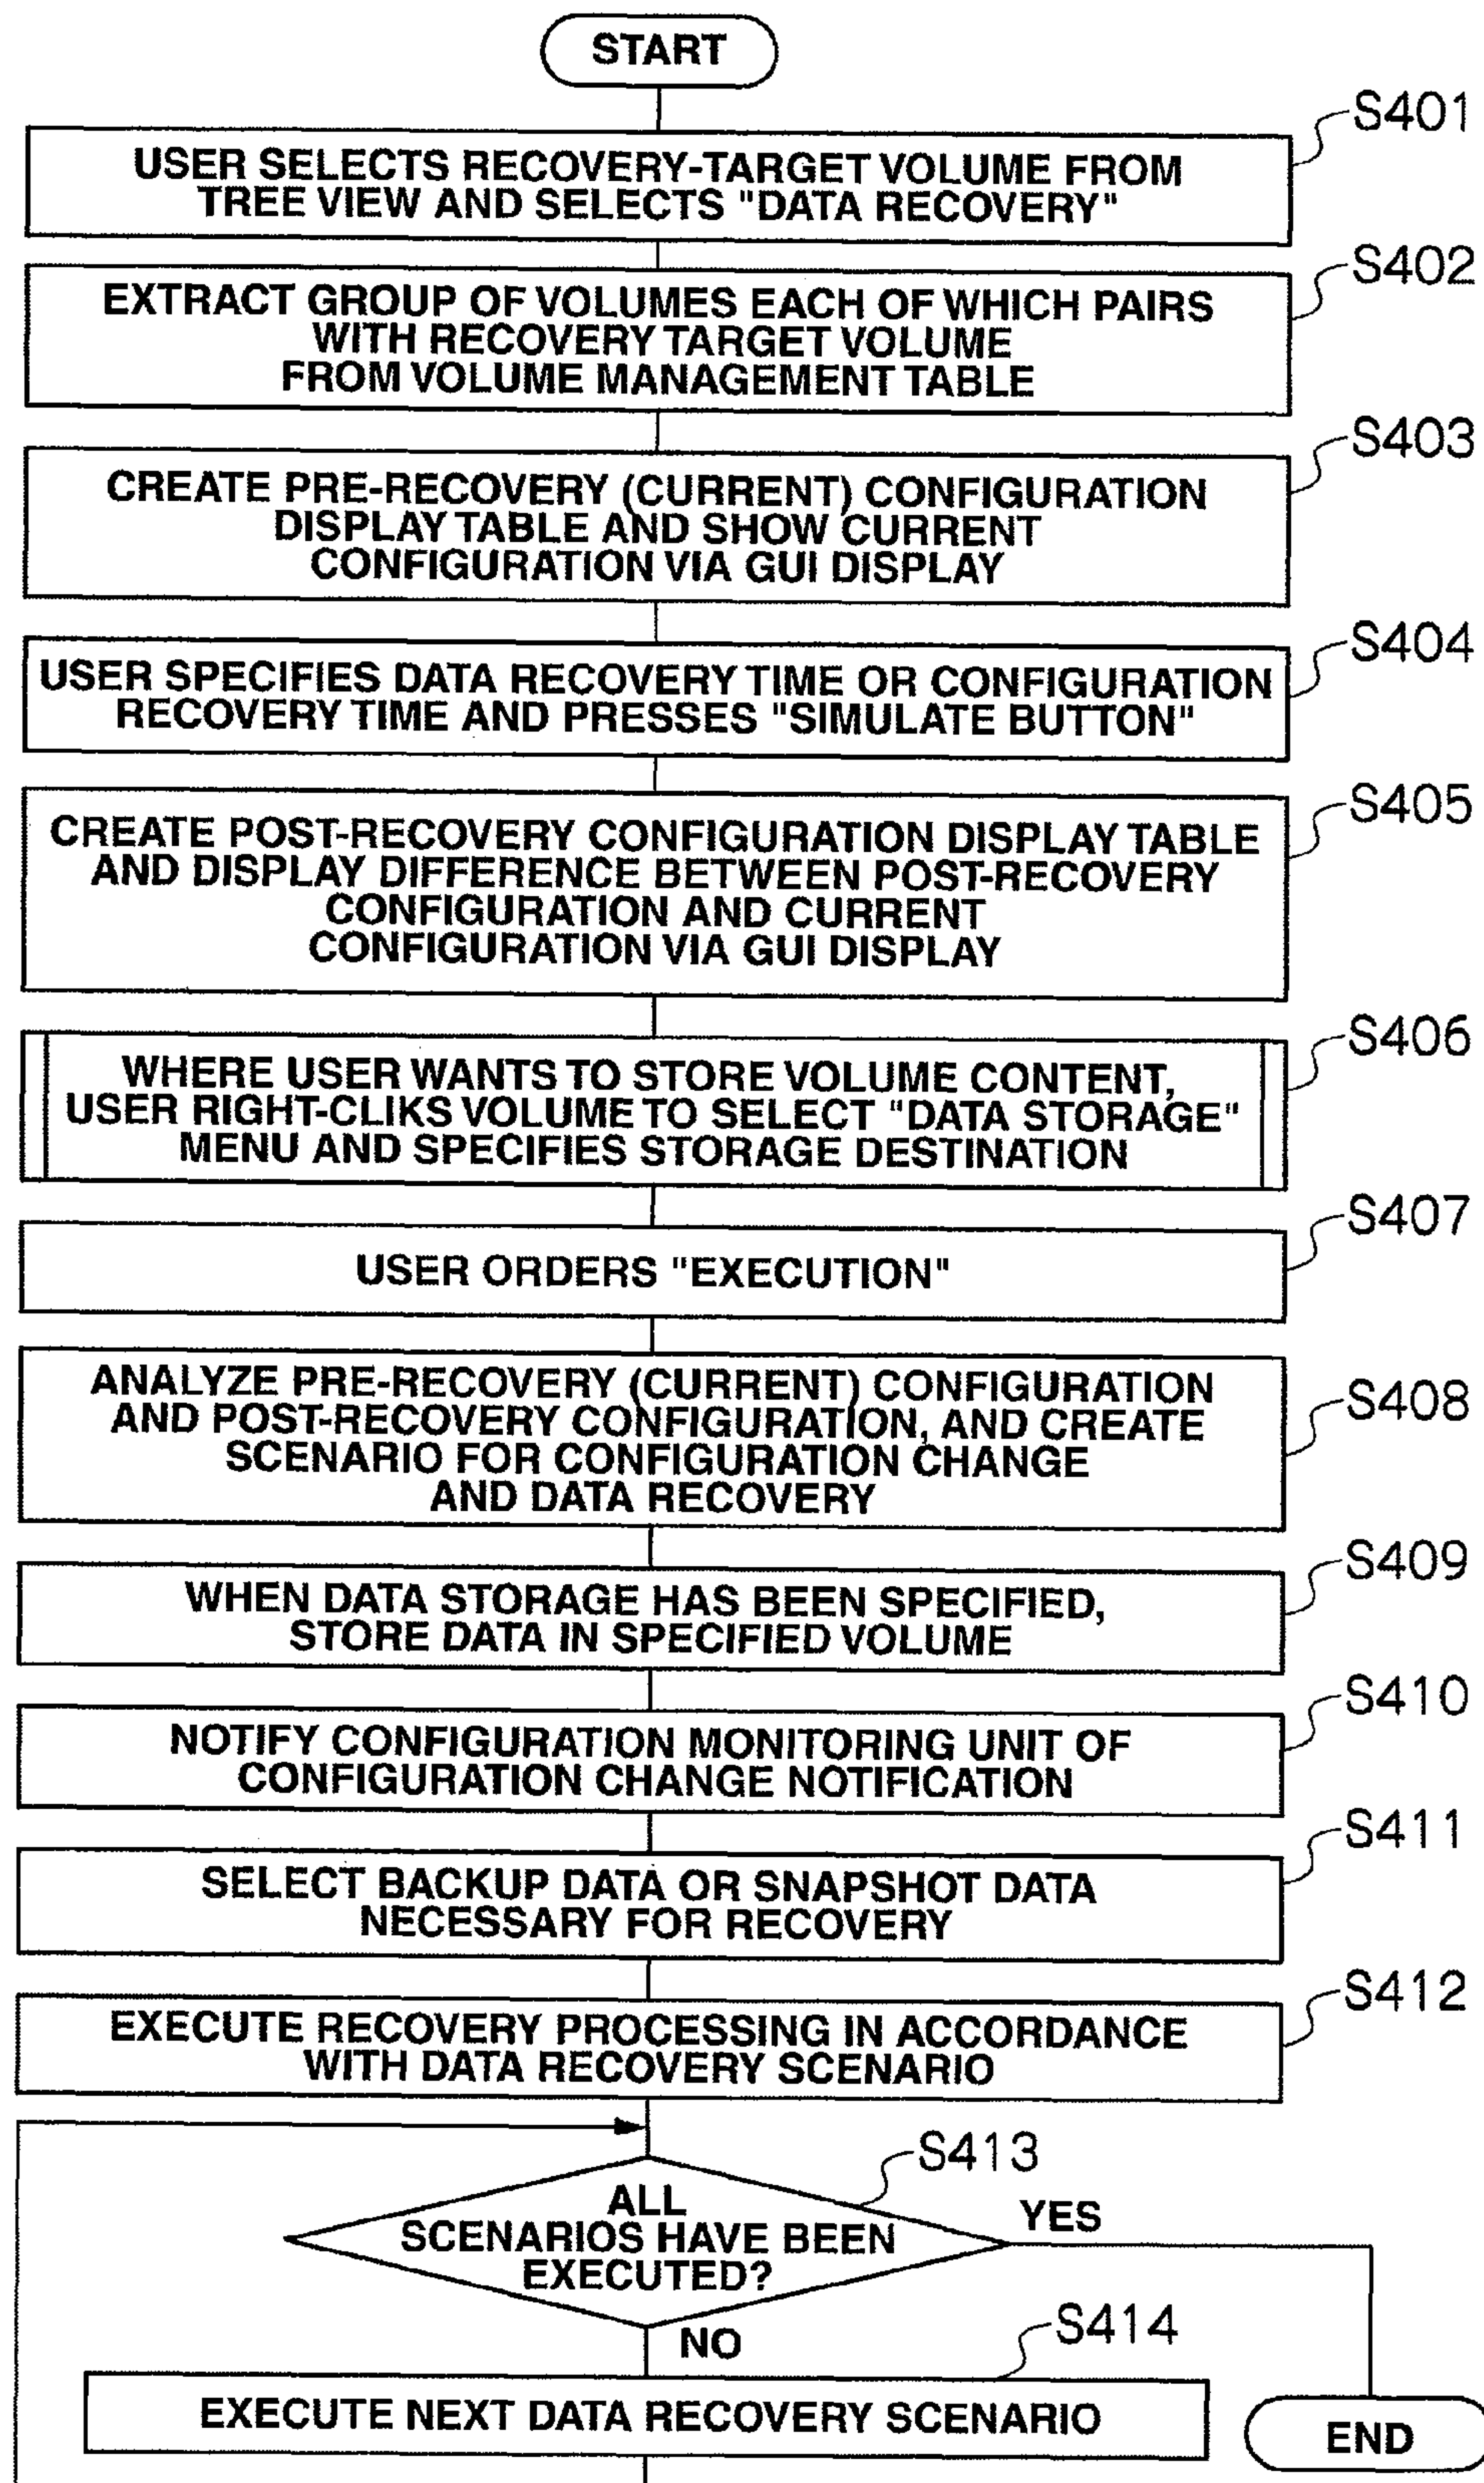 START
S401
USER SELECTS RECOVERY-TARGET VOLUME FROM
TREE VIEW AND SELECTS "DATA RECOVERY"
S402
EXTRACT GROUP OF VOLUMES EACH OF WHICH PAIRS
WITH RECOVERY TARGET VOLUME
FROM VOLUME MANAGEMENT TABLE
S403
CREATE PRE-RECOVERY (CURRENT) CONFIGURATION
DISPLAY TABLE AND SHOW CURRENT
CONFIGURATION VIA GUI DISPLAY
S404
USER SPECIFIES DATA RECOVERY TIME OR CONFIGURATION
RECOVERY TIME AND PRESSES "SIMULATE BUTTON"
S405
CREATE POST-RECOVERY CONFIGURATION DISPLAY TABLE
AND DISPLAY DIFFERENCE BETWEEN POST-RECOVERY
CONFIGURATION AND CURRENT
CONFIGURATION VIA GUI DISPLAY
S406
WHERE USER WANTS TO STORE VOLUME CONTENT,
USER RIGHT-CLIKS VOLUME TO SELECT "DATA STORAGE"
MENU AND SPECIFIES STORAGE DESTINATION
S407
USER ORDERS "EXECUTION"
S408
ANALYZE PRE-RECOVERY (CURRENT) CONFIGURATION
AND POST-RECOVERY CONFIGURATION, AND CREATE
SCENARIO FOR CONFIGURATION CHANGE
AND DATA RECOVERY
S409
WHEN DATA STORAGE HAS BEEN SPECIFIED,
STORE DATA IN SPECIFIED VOLUME
S410
NOTIFY CONFIGURATION MONITORING UNIT OF
CONFIGURATION CHANGE NOTIFICATION
S411
SELECT BACKUP DATA OR SNAPSHOT DATA
NECESSARY FOR RECOVERY
S412
EXECUTE RECOVERY PROCESSING IN ACCORDANCE
WITH DATA RECOVERY SCENARIO
S413
ALL
SCENARIOS HAVE BEEN
EXECUTED?
YES
NO
S414
EXECUTE NEXT DATA RECOVERY SCENARIO
END